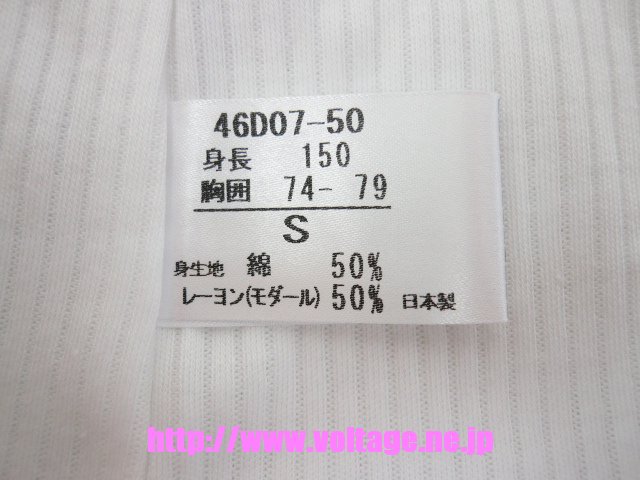 46D07-50
身長 150
胸囲 74- 79
S
身生地 綿 50%
レーヨン(モダール) 50% 日本製
http://www.voltage.ne.jp